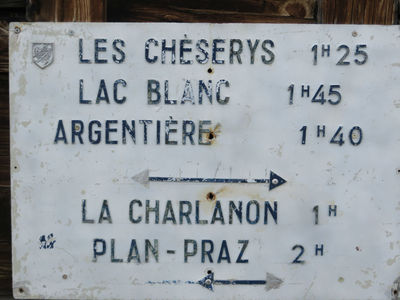 LES CHÈSERYS 1H25
LAC BLANC 1H45
ARGENTIÈRE 1H40
LA CHARLANON 1H
PLAN-PRAZ 2H